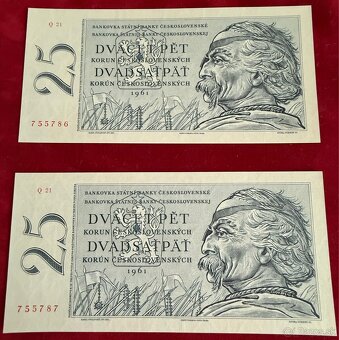 Q 21
BANKOVKA STÁTNÍ BANKY ČESKOSLOVENSKÉ
BANKOVKA ŠTÁTNEJ BANKY ČESKOSLOVENSKEJ
25
DVACET PĚT
KORUN ČESKOSLOVENSKÝCH
DVADSAŤPÄŤ
KORÚN ČESKOSLOVENSKÝCH
1961
755786
Q 21
BANKOVKA STÁTNÍ BANKY ČESKOSLOVENSKÉ
BANKOVKA ŠTÁTNEJ BANKY ČESKOSLOVENSKEJ
25
DVACET PĚT
KORUN ČESKOSLOVENSKÝCH
DVADSAŤPÄŤ
KORÚN ČESKOSLOVENSKÝCH
1961
755787